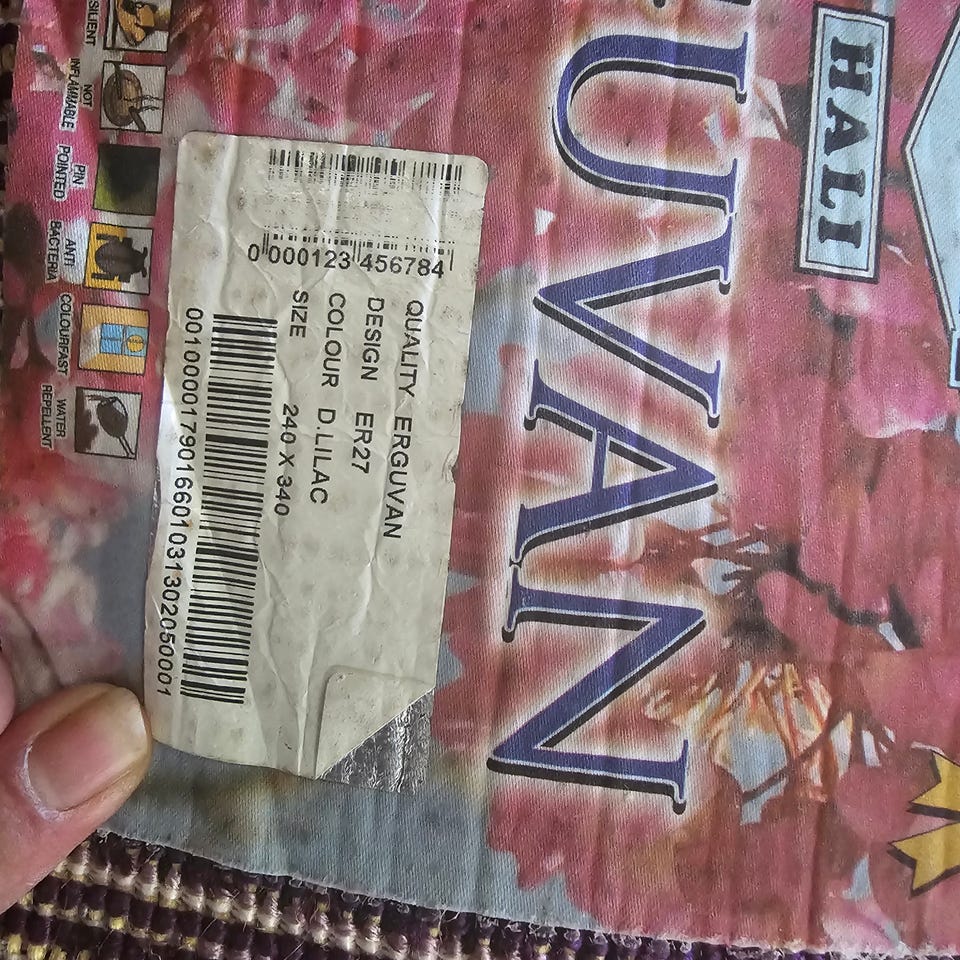 HALI
UVAN
0 000123 456784
QUALITY ERGUVAN
DESIGN ER27
COLOUR D.LILAC
SIZE 240 X 340
0010000179016601031302050001
SILIENT
NOT
INFLAMMABLE
PIN
POINTED
ANTI
BACTERIA
COLOURFAST
WATER
REPELLENT